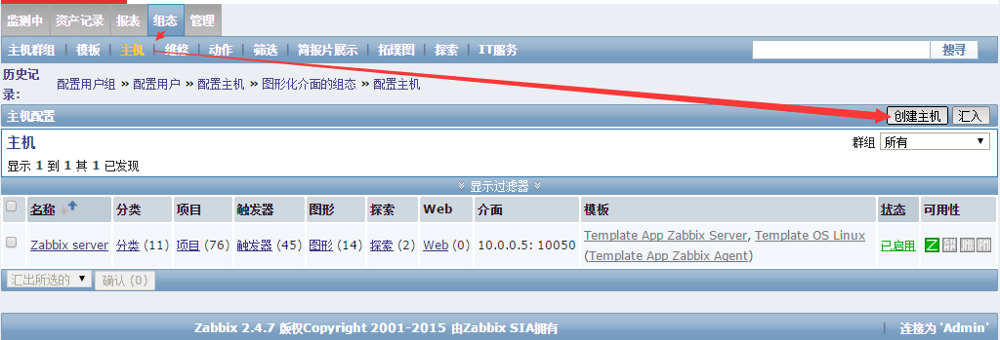 监测中 资产记录 报表 组态 管理
主机群组 | 模板 | 主机 | 维修 | 动作 | 筛选 | 简报片展示 | 拓璞图 | 探索 | IT服务 搜寻
历史记录: 配置用户组 » 配置用户 » 配置主机 » 图形化介面的组态 » 配置主机
主机配置 创建主机 汇入
主机 群组 所有
显示 1 到 1 其 1 已发现
显示过滤器
名称 分类 项目 触发器 图形 探索 Web 介面 模板 状态 可用性
Zabbix server 分类 (11) 项目 (76) 触发器 (45) 图形 (14) 探索 (2) Web (0) 10.0.0.5: 10050 Template App Zabbix Server, Template OS Linux 已启用 Z
(Template App Zabbix Agent)
汇出所选的 确认 (0)
Zabbix 2.4.7 版权Copyright 2001-2015 由Zabbix SIA拥有 | 连接为 'Admin'